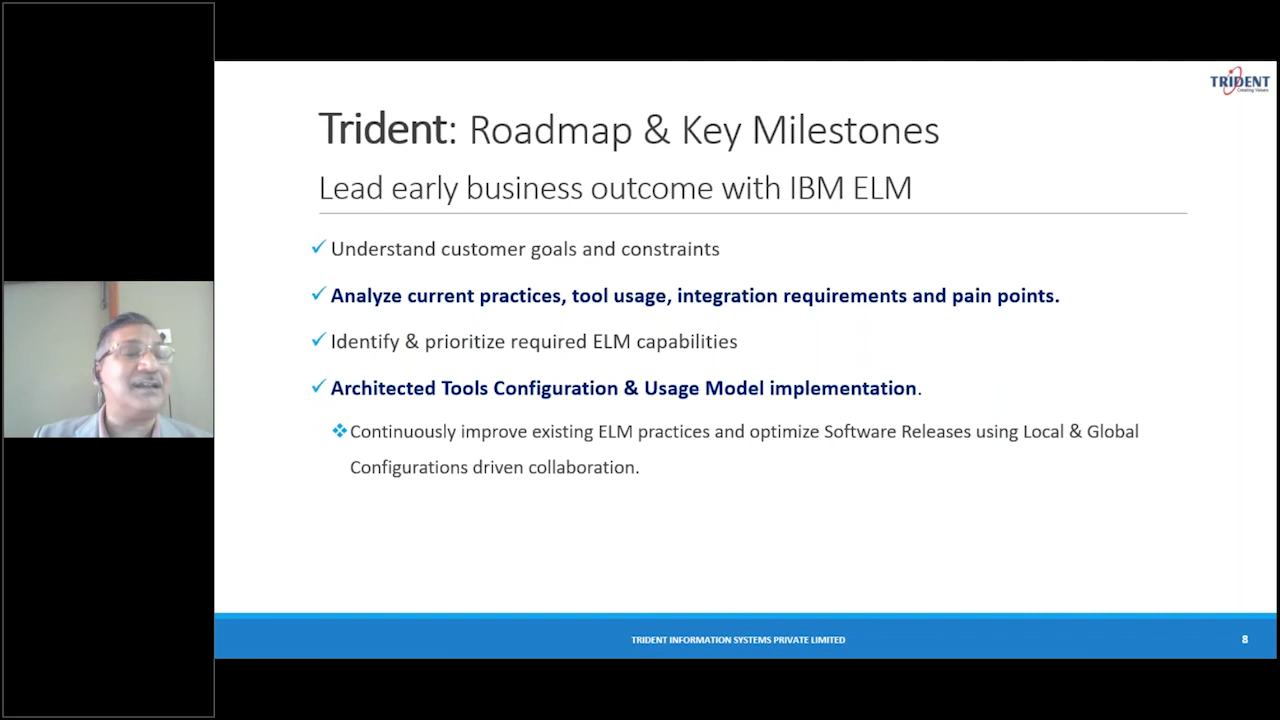 TRIDENT
Creating Values
Trident: Roadmap & Key Milestones
Lead early business outcome with IBM ELM
Understand customer goals and constraints
Analyze current practices, tool usage, integration requirements and pain points.
Identify & prioritize required ELM capabilities
Architected Tools Configuration & Usage Model implementation.
Continuously improve existing ELM practices and optimize Software Releases using Local & Global
Configurations driven collaboration.
TRIDENT INFORMATION SYSTEMS PRIVATE LIMITED
8